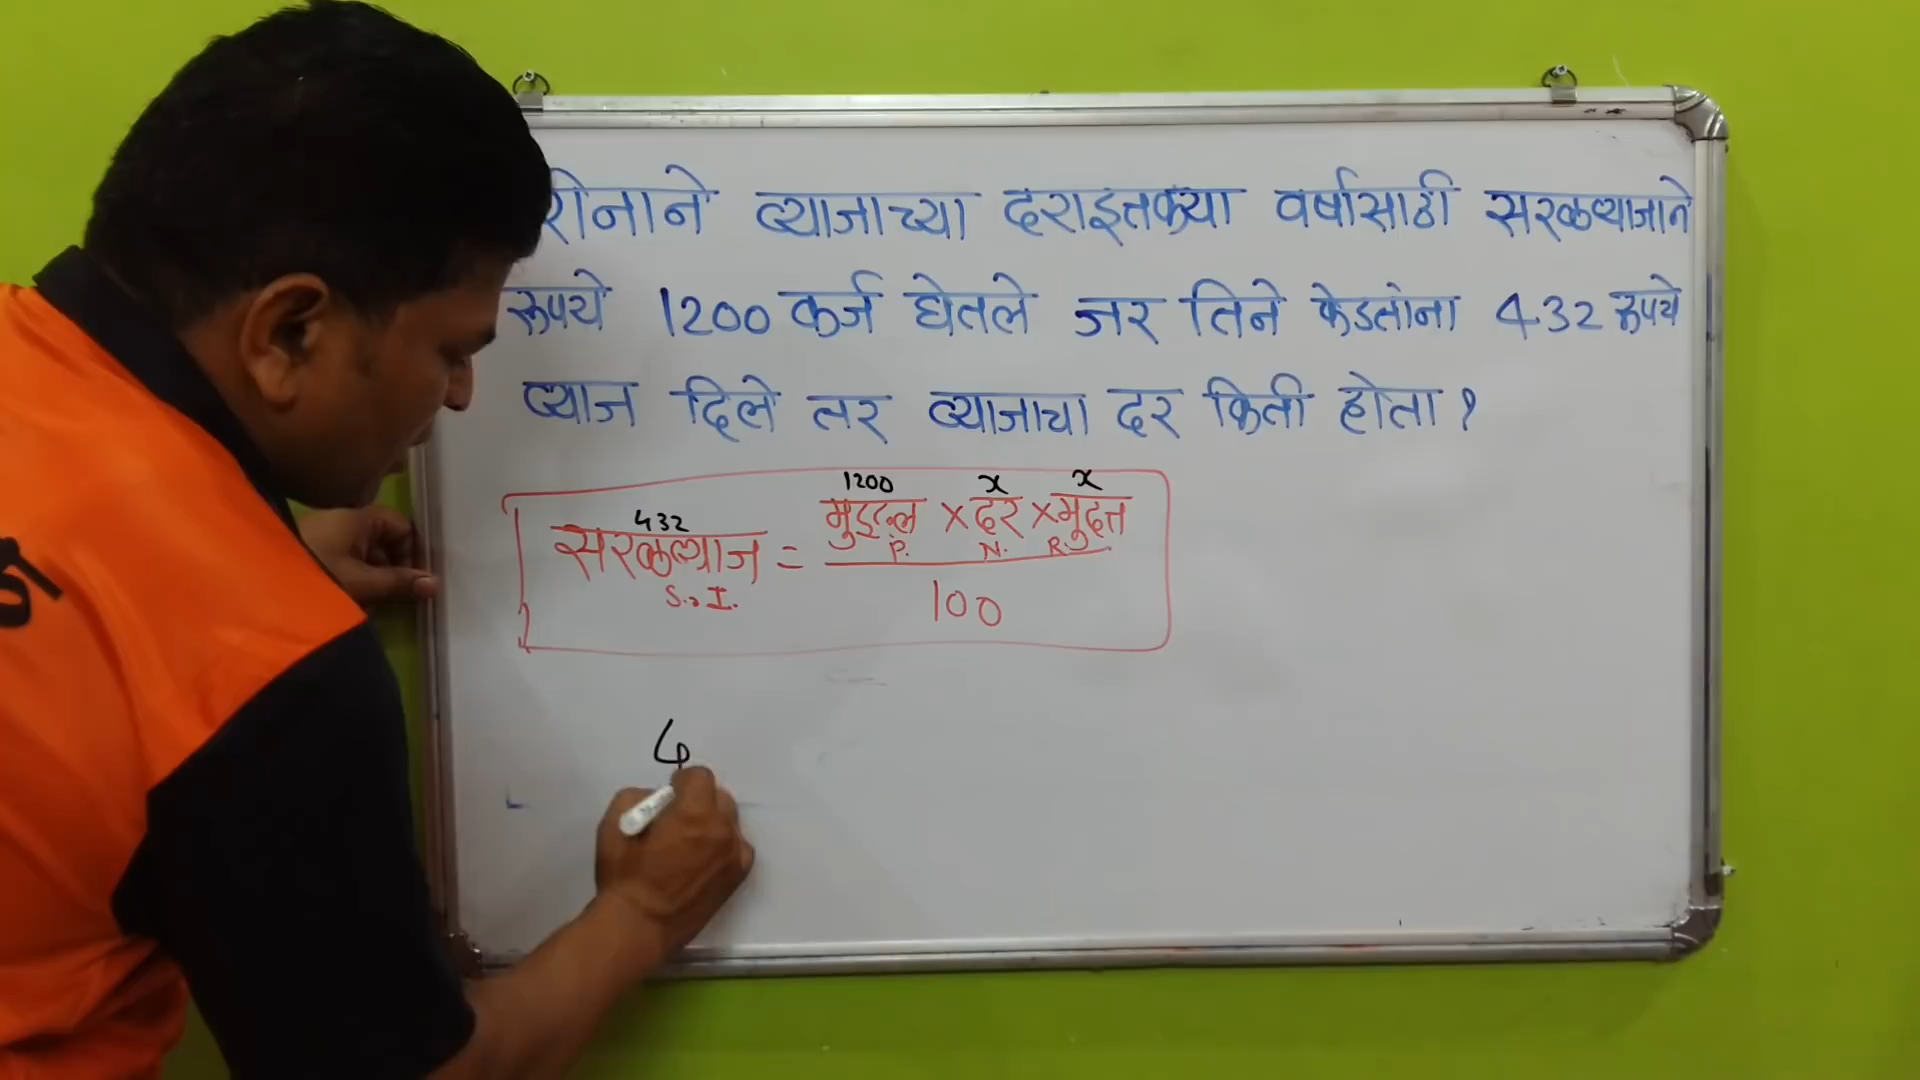 रीनाने व्याजाच्या दराइतक्या वर्षासाठी सरळव्याजाने
रूपये 1200 कर्ज घेतले जर तिने फेडतांना 432 रूपये
व्याज दिले तर व्याजाचा दर किती होता ?
1200 x x
432
सरळव्याज = मुद्दल × दर × मुदत
P. N. R.
S.I. 100
4